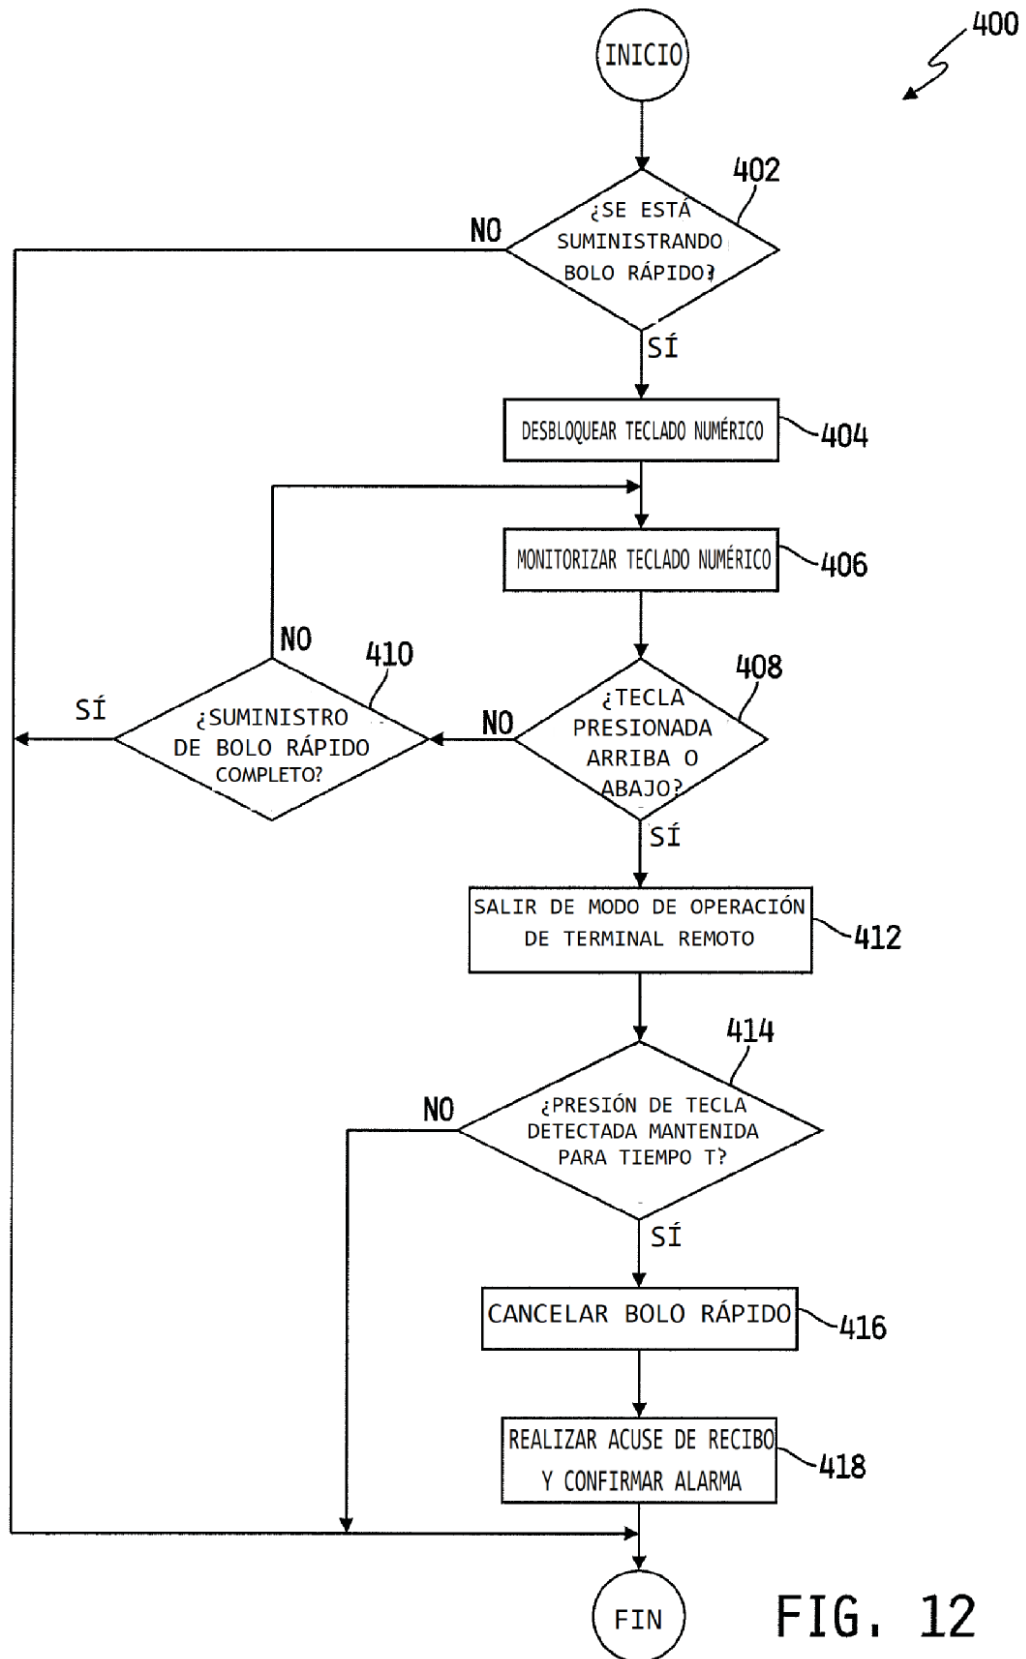 400
INICIO
402
¿SE ESTÁ
SUMINISTRANDO
BOLO RÁPIDO?
NO
SÍ
DESBLOQUEAR TECLADO NUMÉRICO
404
MONITORIZAR TECLADO NUMÉRICO
406
NO
410
408
SÍ
¿SUMINISTRO
DE BOLO RÁPIDO
COMPLETO?
NO
¿TECLA
PRESIONADA
ARRIBA O
ABAJO?
SÍ
SALIR DE MODO DE OPERACIÓN
DE TERMINAL REMOTO
412
414
NO
¿PRESIÓN DE TECLA
DETECTADA MANTENIDA
PARA TIEMPO T?
SÍ
CANCELAR BOLO RÁPIDO
416
REALIZAR ACUSE DE RECIBO
Y CONFIRMAR ALARMA
418
FIN
FIG. 12